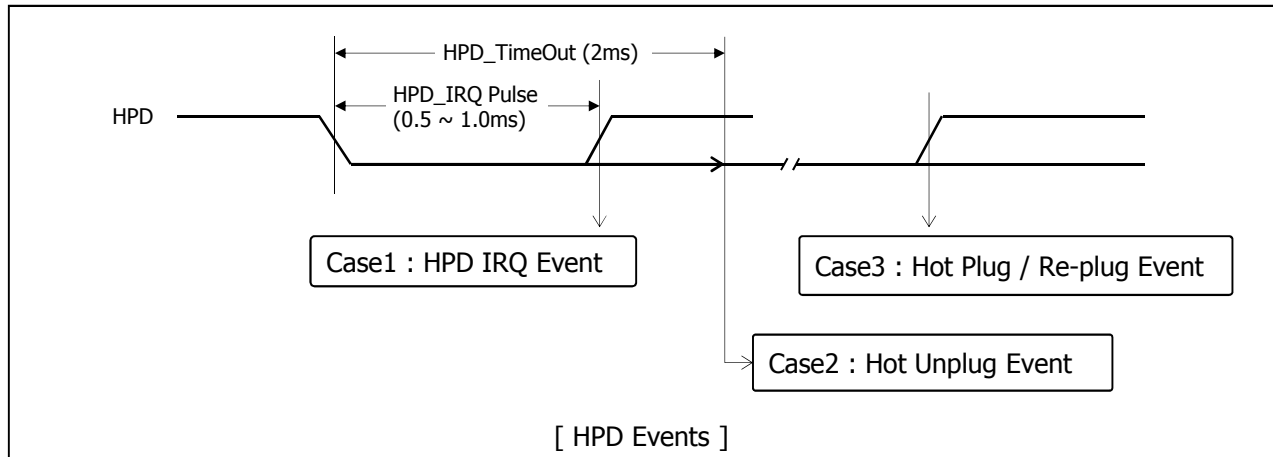 HPD_TimeOut (2ms)
HPD_IRQ Pulse
(0.5 ~ 1.0ms)
HPD
Case1 : HPD IRQ Event
Case3 : Hot Plug / Re-plug Event
Case2 : Hot Unplug Event
[ HPD Events ]